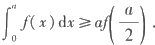 ∫₀ᵃ f(x)dx ⩾ af(a/2).